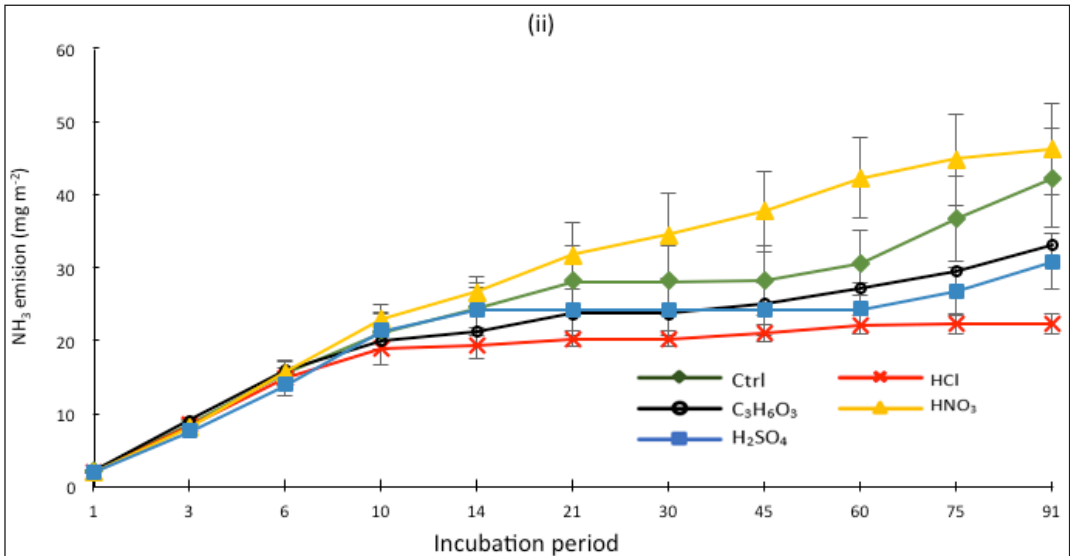 (ii)
60
50
40
30
20
10
0
NH₃ emision (mg m⁻²)
1 3 6 10 14 21 30 45 60 75 91
Incubation period
Ctrl HCl
C₃H₆O₃ HNO₃
H₂SO₄